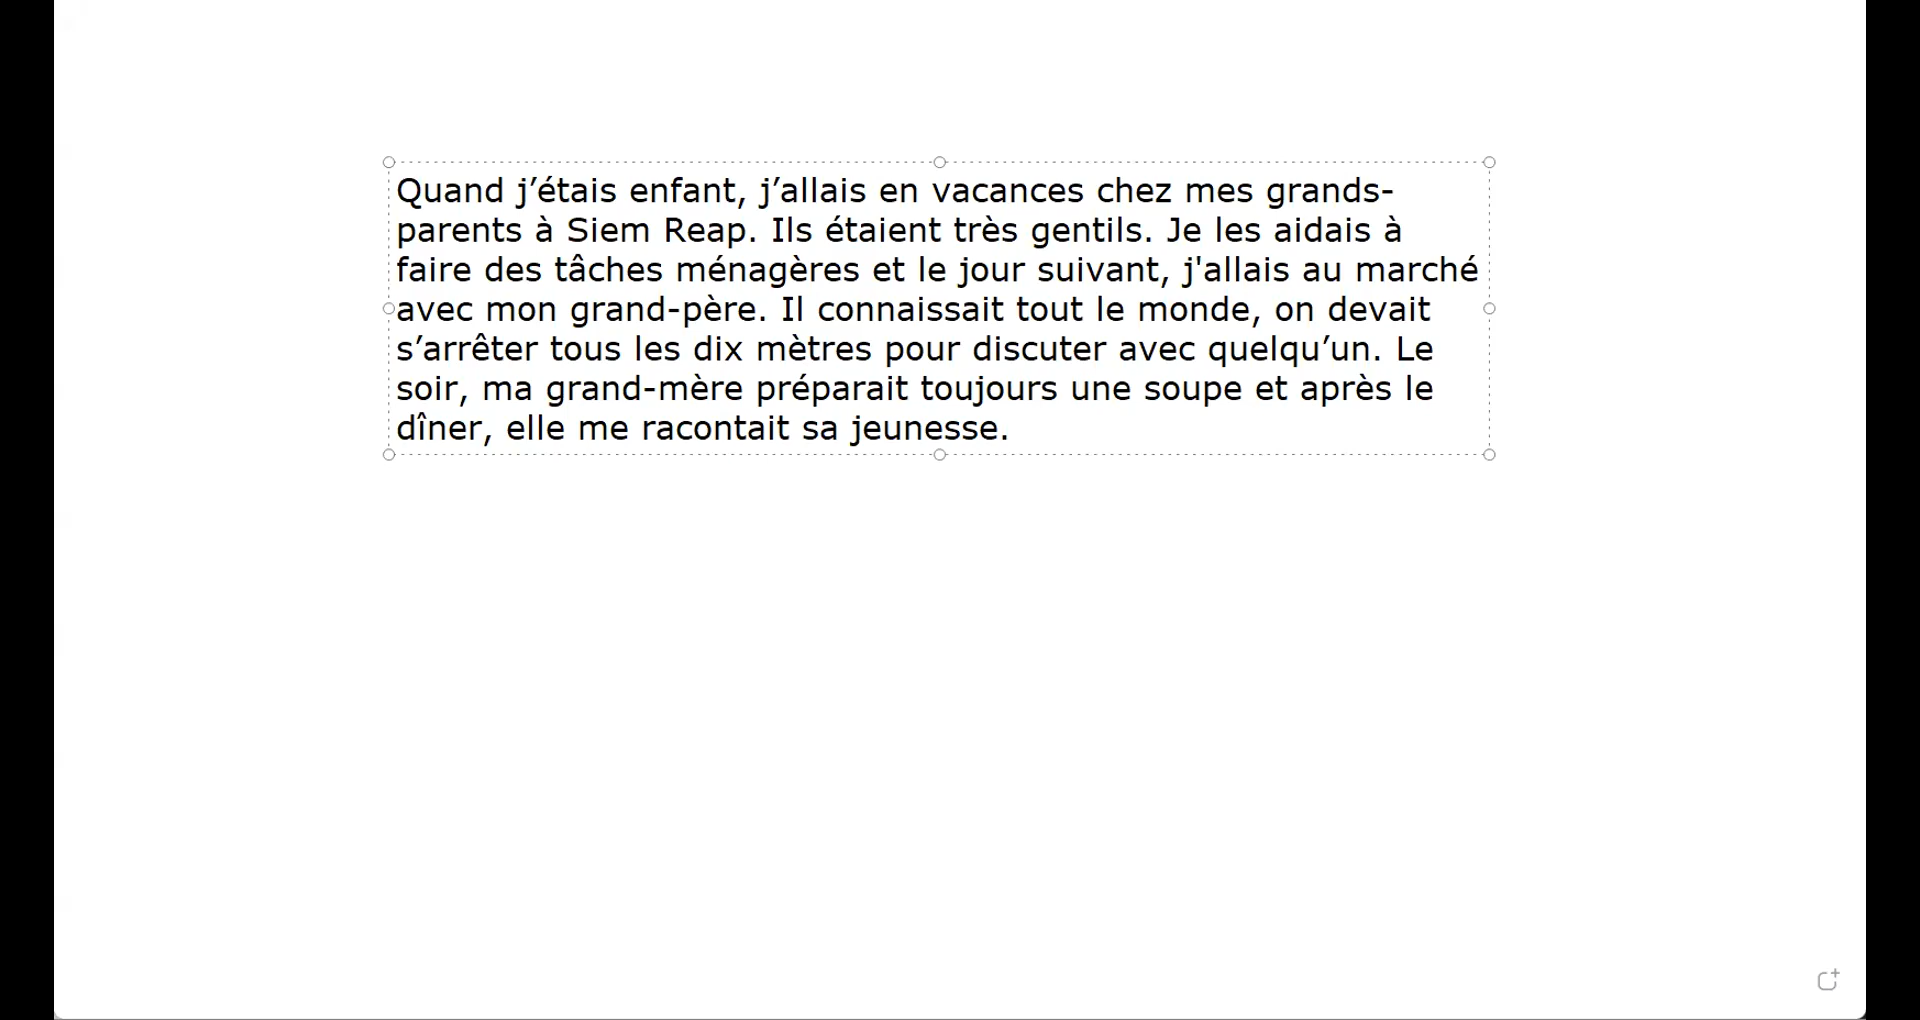 Quand j’étais enfant, j’allais en vacances chez mes grands-
parents à Siem Reap. Ils étaient très gentils. Je les aidais à
faire des tâches ménagères et le jour suivant, j'allais au marché
avec mon grand-père. Il connaissait tout le monde, on devait
s’arrêter tous les dix mètres pour discuter avec quelqu’un. Le
soir, ma grand-mère préparait toujours une soupe et après le
dîner, elle me racontait sa jeunesse.